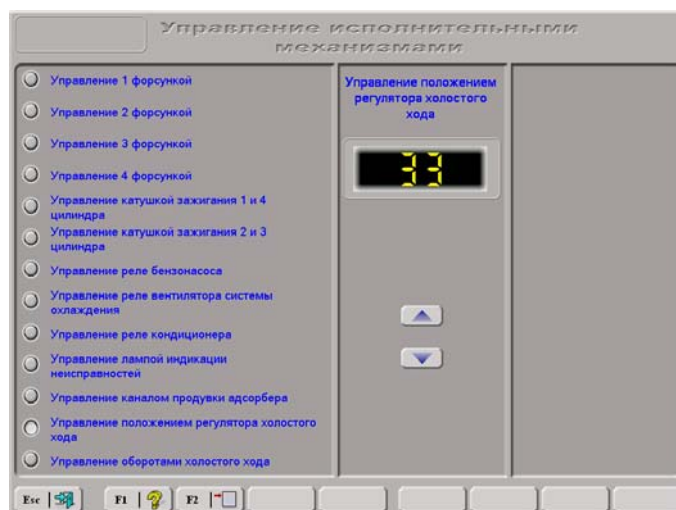 Управление исполнительными
механизмами
Управление 1 форсункой
Управление 2 форсункой
Управление 3 форсункой
Управление 4 форсункой
Управление катушкой зажигания 1 и 4
цилиндра
Управление катушкой зажигания 2 и 3
цилиндра
Управление реле бензонасоса
Управление реле вентилятора системы
охлаждения
Управление реле кондиционера
Управление лампой индикации
неисправностей
Управление каналом продувки адсорбера
Управление положением регулятора холостого
хода
Управление оборотами холостого хода
Управление положением
регулятора холостого
хода
33
Esc
F1
F2